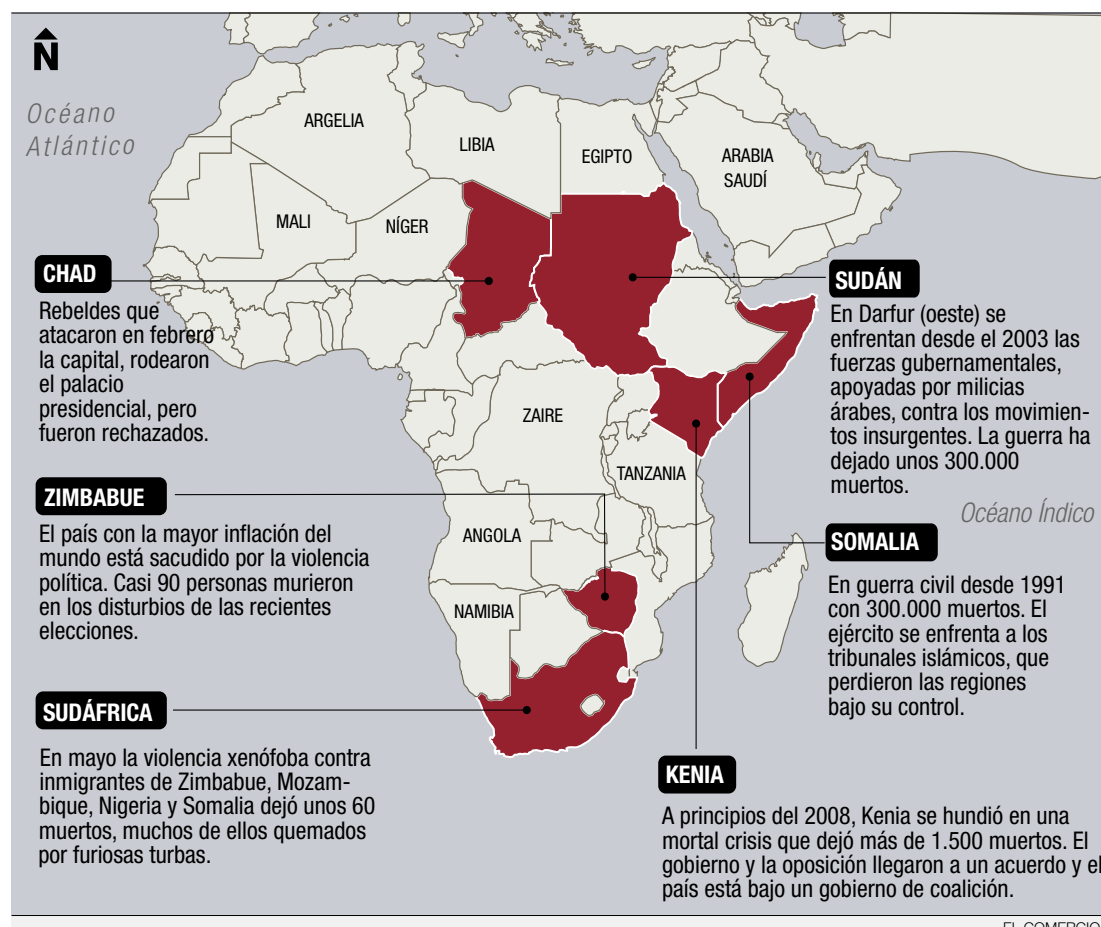 N
Océano
Atlántico
ARGELIA
LIBIA
EGIPTO
ARABIA
SAUDÍ
MALI
NÍGER
CHAD
Rebeldes que
atacaron en febrero
la capital, rodearon
el palacio
presidencial, pero
fueron rechazados.
SUDÁN
En Darfur (oeste) se
enfrentan desde el 2003 las
fuerzas gubernamentales,
apoyadas por milicias
árabes, contra los movimien-
tos insurgentes. La guerra ha
dejado unos 300.000
muertos.
ZAIRE
TANZANIA
ANGOLA
NAMIBIA
Océano Índico
ZIMBABUE
El país con la mayor inflación del
mundo está sacudido por la violencia
política. Casi 90 personas murieron
en los disturbios de las recientes
elecciones.
SOMALIA
En guerra civil desde 1991
con 300.000 muertos. El
ejército se enfrenta a los
tribunales islámicos, que
perdieron las regiones
bajo su control.
SUDÁFRICA
En mayo la violencia xenófoba contra
inmigrantes de Zimbabue, Mozam-
bique, Nigeria y Somalia dejó unos 60
muertos, muchos de ellos quemados
por furiosas turbas.
KENIA
A principios del 2008, Kenia se hundió en una
mortal crisis que dejó más de 1.500 muertos. El
gobierno y la oposición llegaron a un acuerdo y el
país está bajo un gobierno de coalición.
EL COMERCIO